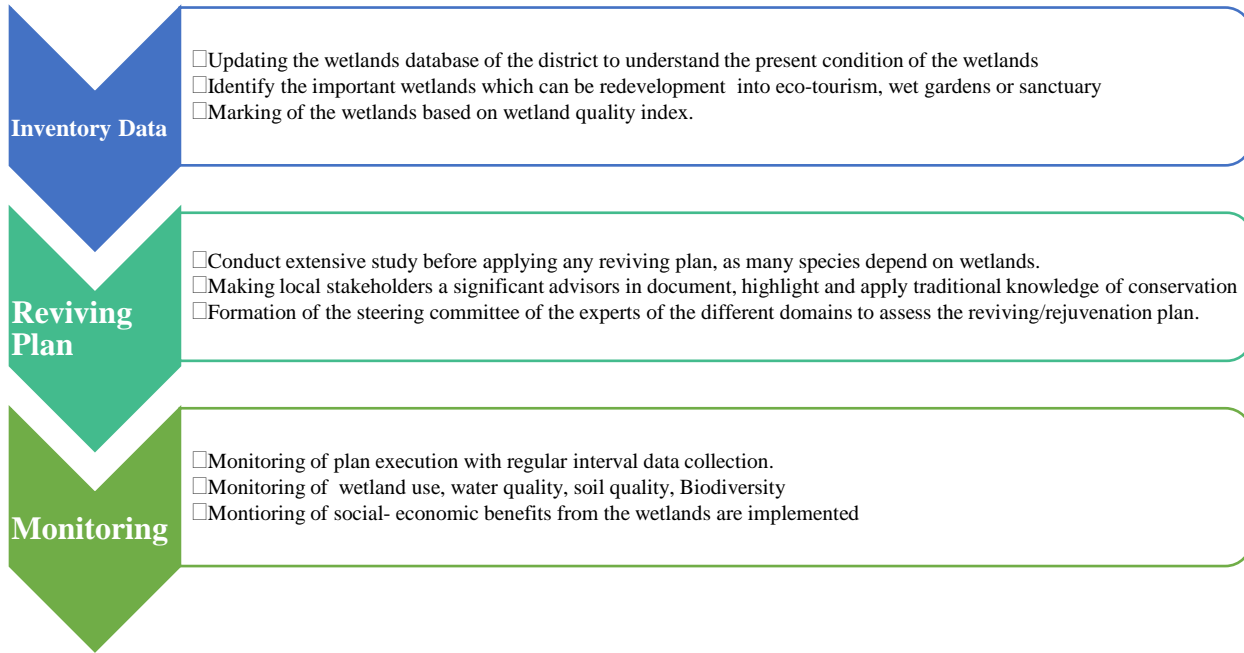 Inventory Data
□Updating the wetlands database of the district to understand the present condition of the wetlands
□Identify the important wetlands which can be redevelopment into eco-tourism, wet gardens or sanctuary
□Marking of the wetlands based on wetland quality index.
Reviving
Plan
□Conduct extensive study before applying any reviving plan, as many species depend on wetlands.
□Making local stakeholders a significant advisors in document, highlight and apply traditional knowledge of conservation
□Formation of the steering committee of the experts of the different domains to assess the reviving/rejuvenation plan.
Monitoring
□Monitoring of plan execution with regular interval data collection.
□Monitoring of wetland use, water quality, soil quality, Biodiversity
□Montioring of social- economic benefits from the wetlands are implemented